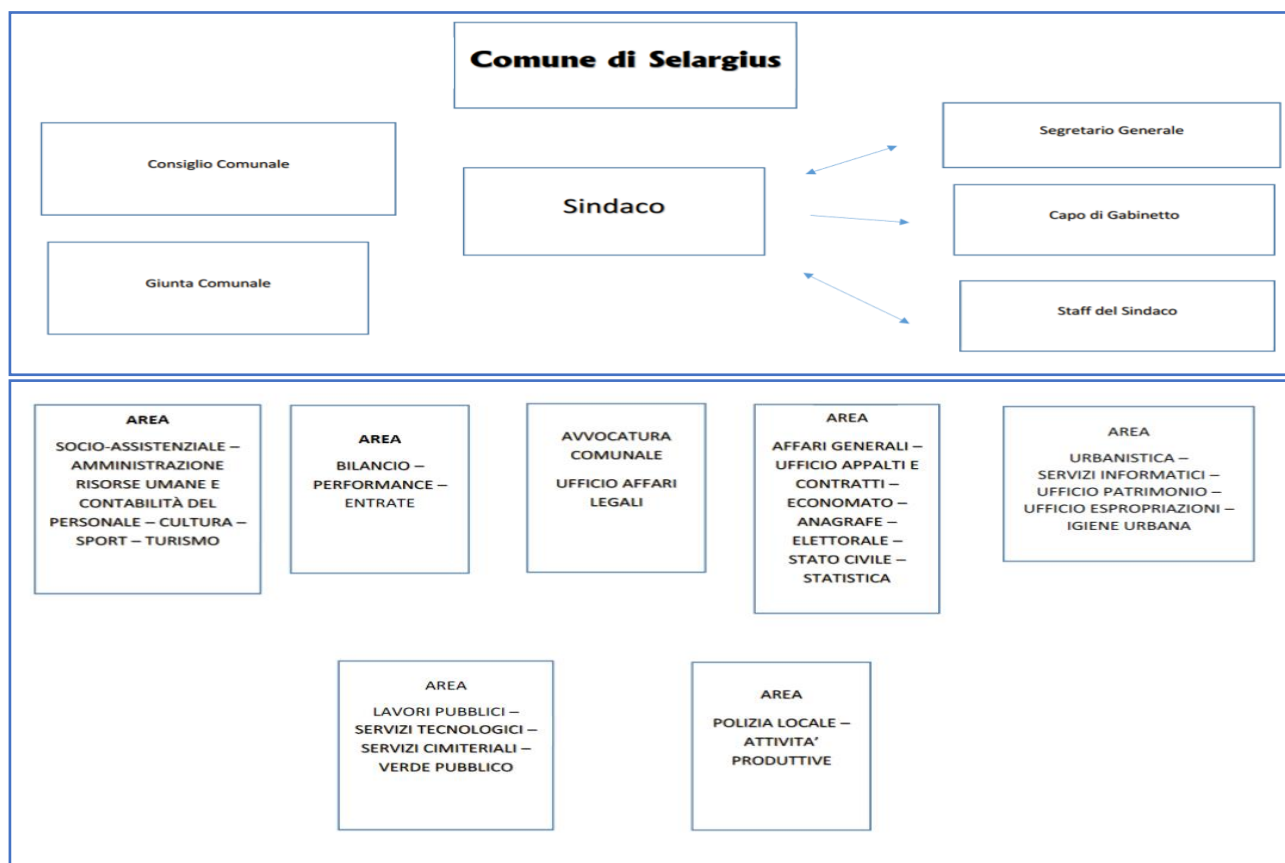 Comune di Selargius
Consiglio Comunale
Giunta Comunale
Sindaco
Segretario Generale
Capo di Gabinetto
Staff del Sindaco
AREA
SOCIO-ASSISTENZIALE –
AMMINISTRAZIONE
RISORSE UMANE E
CONTABILITÀ DEL
PERSONALE – CULTURA –
SPORT – TURISMO
AREA
BILANCIO –
PERFORMANCE –
ENTRATE
AVVOCATURA
COMUNALE
UFFICIO AFFARI
LEGALI
AREA
AFFARI GENERALI –
UFFICIO APPALTI E
CONTRATTI –
ECONOMATO –
ANAGRAFE –
ELETTORALE –
STATO CIVILE –
STATISTICA
AREA
URBANISTICA –
SERVIZI INFORMATICI –
UFFICIO PATRIMONIO –
UFFICIO ESPROPRIAZIONI –
IGIENE URBANA
AREA
LAVORI PUBBLICI –
SERVIZI TECNOLOGICI –
SERVIZI CIMITERIALI –
VERDE PUBBLICO
AREA
POLIZIA LOCALE –
ATTIVITA’
PRODUTTIVE